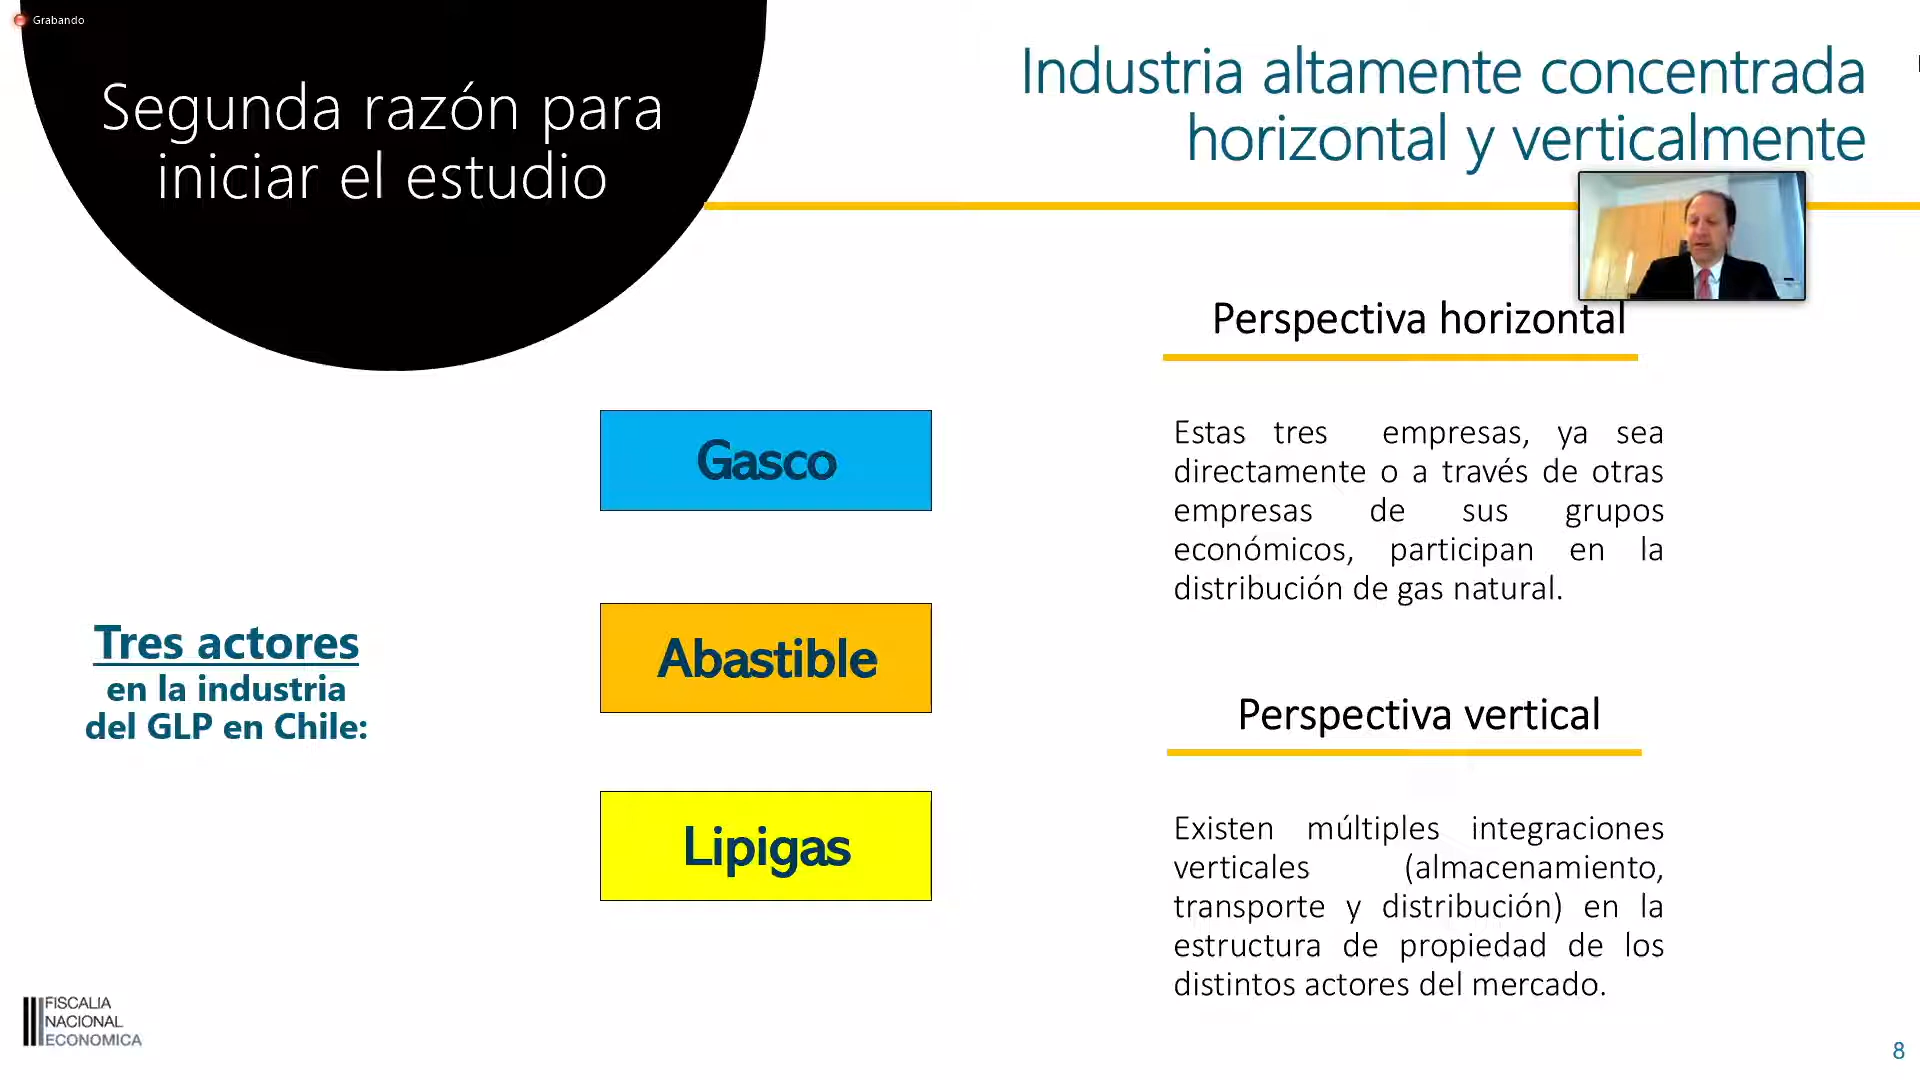 Grabando
Segunda razón para
iniciar el estudio
Industria altamente concentrada
horizontal y verticalmente
Tres actores
en la industria
del GLP en Chile:
Gasco
Abastible
Lipigas
Perspectiva horizontal
Estas tres empresas, ya sea
directamente o a través de otras
empresas de sus grupos
económicos, participan en la
distribución de gas natural.
Perspectiva vertical
Existen múltiples integraciones
verticales (almacenamiento,
transporte y distribución) en la
estructura de propiedad de los
distintos actores del mercado.
FISCALIA
NACIONAL
ECONOMICA
8